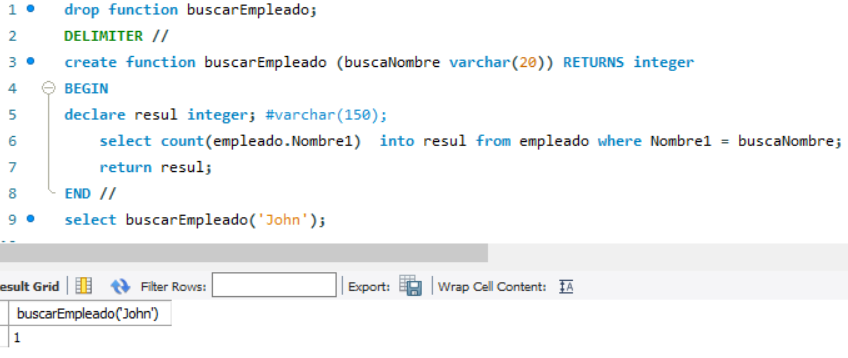 1 drop function buscarEmpleado;
2 DELIMITER //
3 create function buscarEmpleado (buscaNombre varchar(20)) RETURNS integer
4 BEGIN
5 declare resul integer; #varchar(150);
6 select count(empleado.Nombre1) into resul from empleado where Nombre1 = buscaNombre;
7 return resul;
8 END //
9 select buscarEmpleado('John');
esult Grid Filter Rows: Export: Wrap Cell Content: IA
buscarEmpleado('John')
1